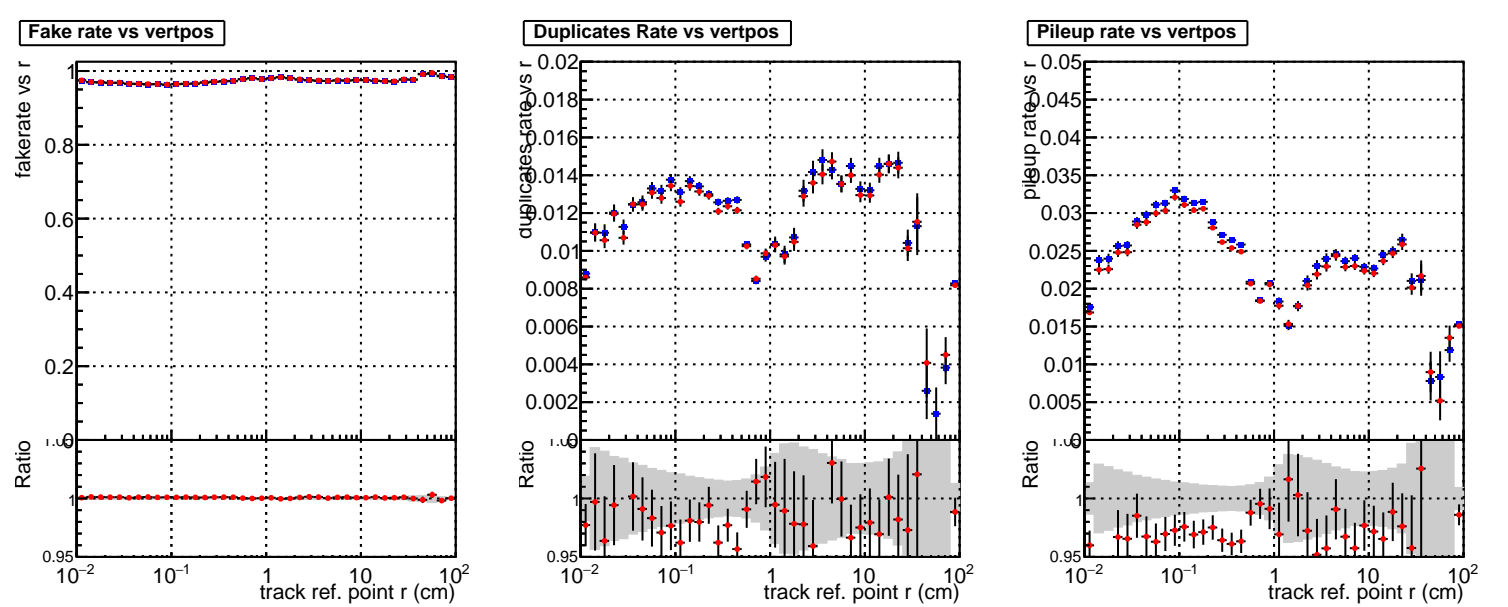 Fake rate vs vertpos
fakerate vs r
1
0.8
0.6
0.4
0.2
0
Ratio
1
0.95
10−2 10−1 1 10 102
track ref. point r (cm)
Duplicates Rate vs vertpos
duplicates rate vs r
0.02
0.018
0.016
0.014
0.012
0.01
0.008
0.006
0.004
0.002
0
Ratio
1
0.95
10−2 10−1 1 10 102
track ref. point r (cm)
Pileup rate vs vertpos
pileup rate vs r
0.05
0.045
0.04
0.035
0.03
0.025
0.02
0.015
0.01
0.005
0
Ratio
1
0.95
10−2 10−1 1 10 102
track ref. point r (cm)